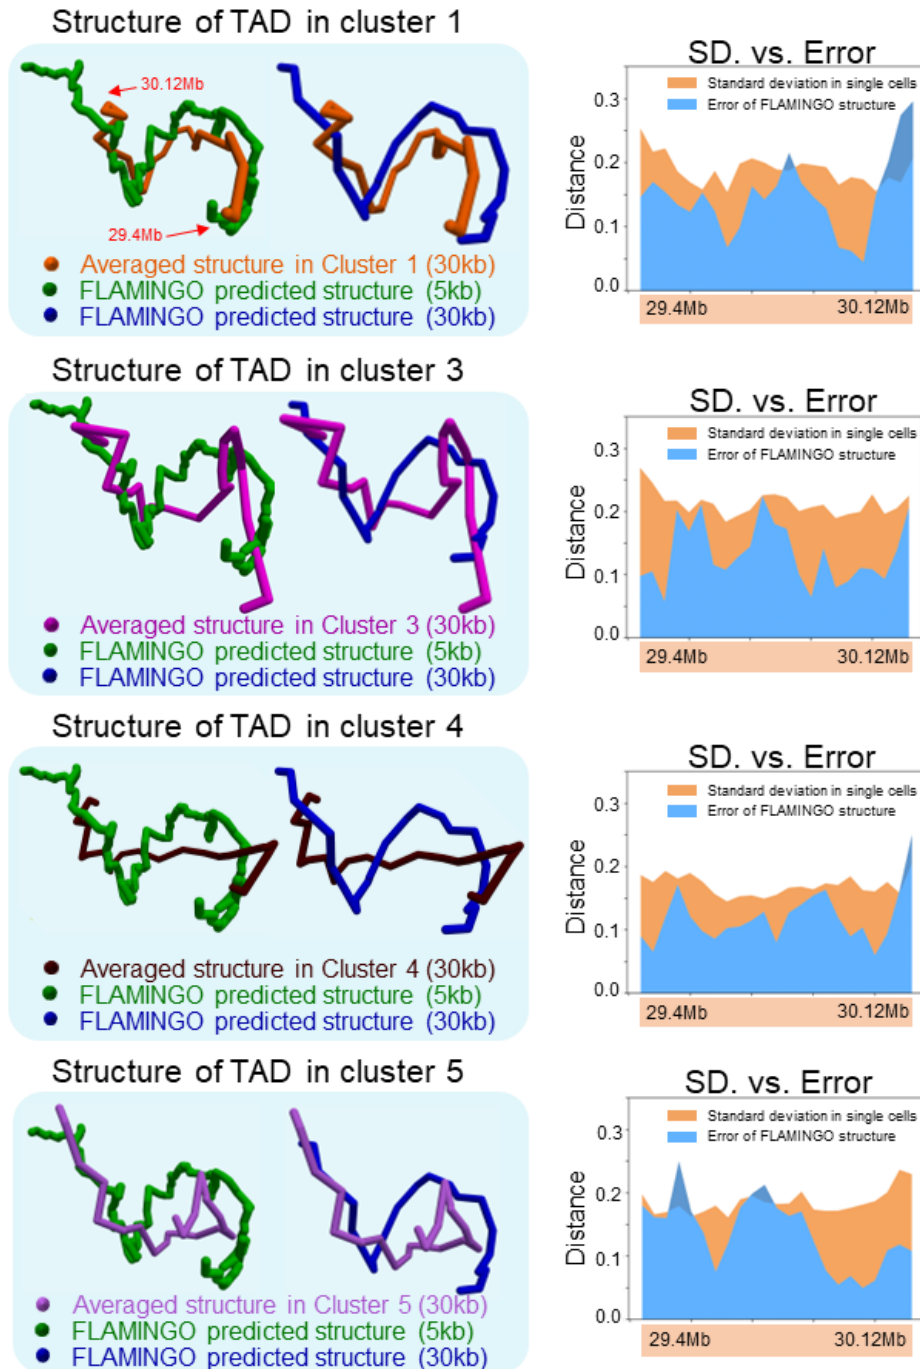 Structure of TAD in cluster 1
30.12Mb
29.4Mb
Averaged structure in Cluster 1 (30kb)
FLAMINGO predicted structure (5kb)
FLAMINGO predicted structure (30kb)
SD. vs. Error
Standard deviation in single cells
Error of FLAMINGO structure
Distance
0.3
0.2
0.1
0.0
29.4Mb 30.12Mb
Structure of TAD in cluster 3
Averaged structure in Cluster 3 (30kb)
FLAMINGO predicted structure (5kb)
FLAMINGO predicted structure (30kb)
SD. vs. Error
Standard deviation in single cells
Error of FLAMINGO structure
Distance
0.3
0.2
0.1
0.0
29.4Mb 30.12Mb
Structure of TAD in cluster 4
Averaged structure in Cluster 4 (30kb)
FLAMINGO predicted structure (5kb)
FLAMINGO predicted structure (30kb)
SD. vs. Error
Standard deviation in single cells
Error of FLAMINGO structure
Distance
0.3
0.2
0.1
0.0
29.4Mb 30.12Mb
Structure of TAD in cluster 5
Averaged structure in Cluster 5 (30kb)
FLAMINGO predicted structure (5kb)
FLAMINGO predicted structure (30kb)
SD. vs. Error
Standard deviation in single cells
Error of FLAMINGO structure
Distance
0.3
0.2
0.1
0.0
29.4Mb 30.12Mb